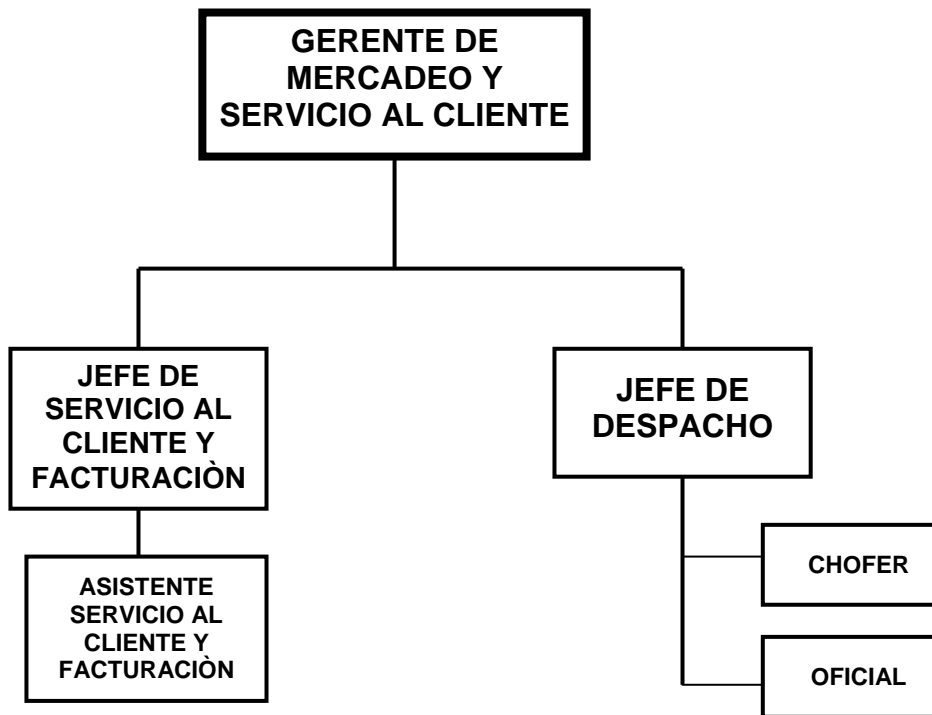 GERENTE DE
MERCADEO Y
SERVICIO AL CLIENTE
JEFE DE
SERVICIO AL
CLIENTE Y
FACTURACIÒN
JEFE DE
DESPACHO
ASISTENTE
SERVICIO AL
CLIENTE Y
FACTURACIÒN
CHOFER
OFICIAL